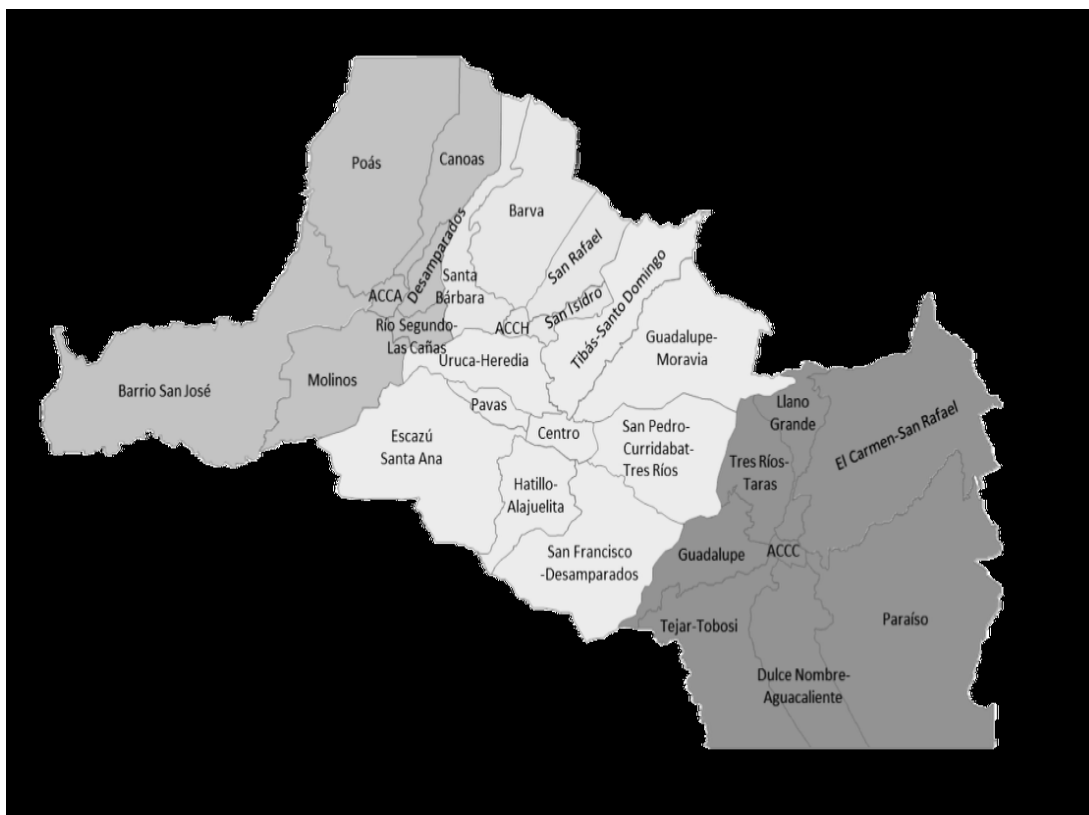 Poás
Canoas
Desamparados
Barva
San Rafael
San Isidro
Tibás-Santo Domingo
Santa
Bárbara
ACCA
Río Segundo-
Las Cañas
ACCH
Uruca-Heredia
Guadalupe-
Moravia
Barrio San José
Molinos
Pavas
Centro
Escazú
Santa Ana
San Pedro-
Curridabat-
Tres Ríos
Hatillo-
Alajuelita
San Francisco
-Desamparados
Llano
Grande
El Carmen-San Rafael
Tres Ríos-
Taras
Guadalupe
ACCC
Tejar-Tobosi
Paraíso
Dulce Nombre-
Aguacaliente